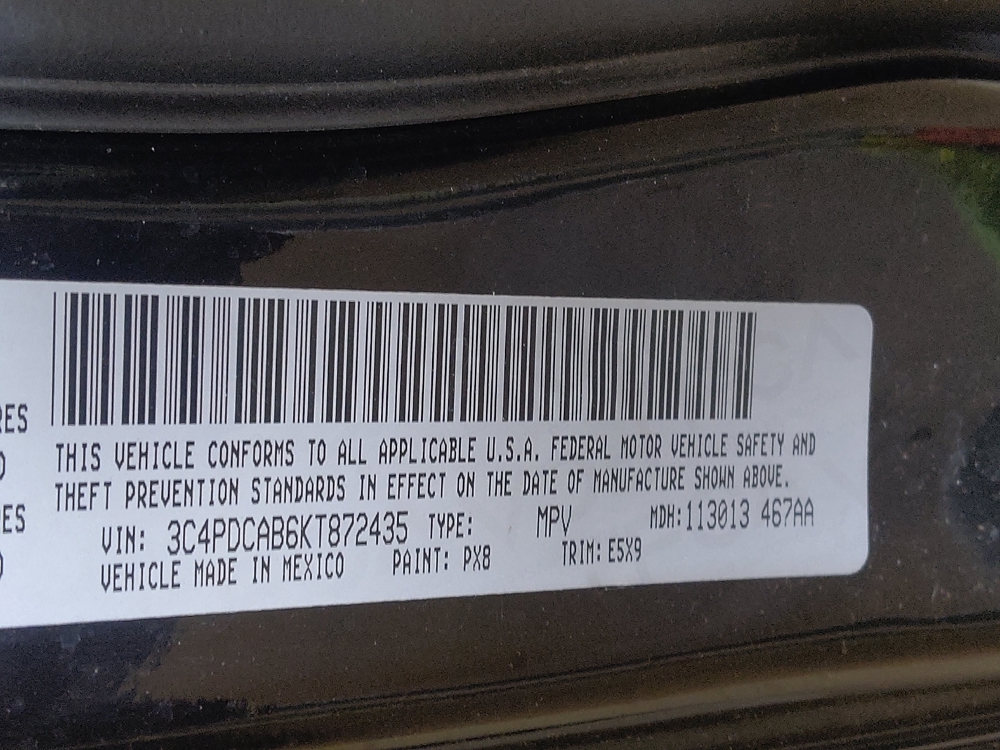 RES
THIS VEHICLE CONFORMS TO ALL APPLICABLE U.S.A. FEDERAL MOTOR VEHICLE SAFETY AND
THEFT PREVENTION STANDARDS IN EFFECT ON THE DATE OF MANUFACTURE SHOWN ABOVE.
ES
VIN: 3C4PDCAB6KT872435 TYPE: MPV MDH:113013 467AA
VEHICLE MADE IN MEXICO PAINT: PX8 TRIM: E5X9